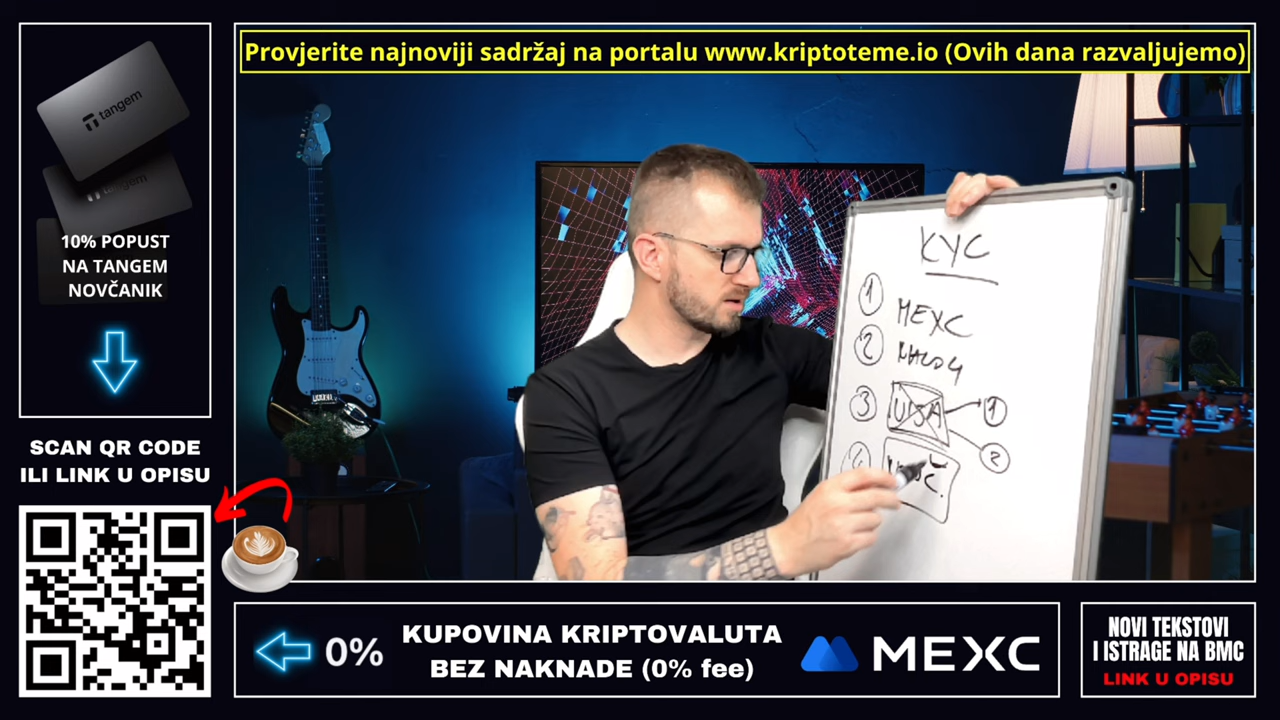 Provjerite najnoviji sadržaj na portalu www.kriptoteme.io (Ovih dana razvaljujemo)
tangem
tangem
10% POPUST
NA TANGEM
NOVČANIK
SCAN QR CODE
ILI LINK U OPISU
KYC
1 MEXC
2
3 USA 1
2
0%
KUPOVINA KRIPTOVALUTA
BEZ NAKNADE (0% fee)
MEXC
NOVI TEKSTOVI
I ISTRAGE NA BMC
LINK U OPISU